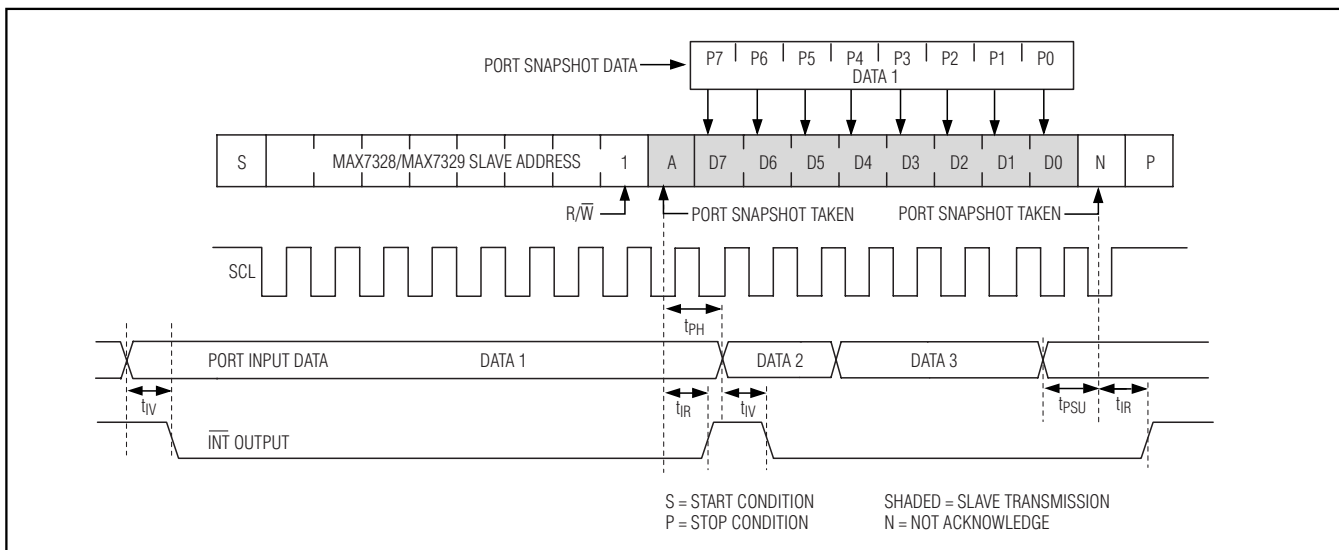 PORT SNAPSHOT DATA
P7 P6 P5 P4 P3 P2 P1 P0
DATA 1
S MAX7328/MAX7329 SLAVE ADDRESS 1 A D7 D6 D5 D4 D3 D2 D1 D0 N P
R/W̅ PORT SNAPSHOT TAKEN PORT SNAPSHOT TAKEN
SCL
tPH
PORT INPUT DATA DATA 1 DATA 2 DATA 3
tIV tIR tIV tPSU tIR
I̅N̅T̅ OUTPUT
S = START CONDITION SHADED = SLAVE TRANSMISSION
P = STOP CONDITION N = NOT ACKNOWLEDGE